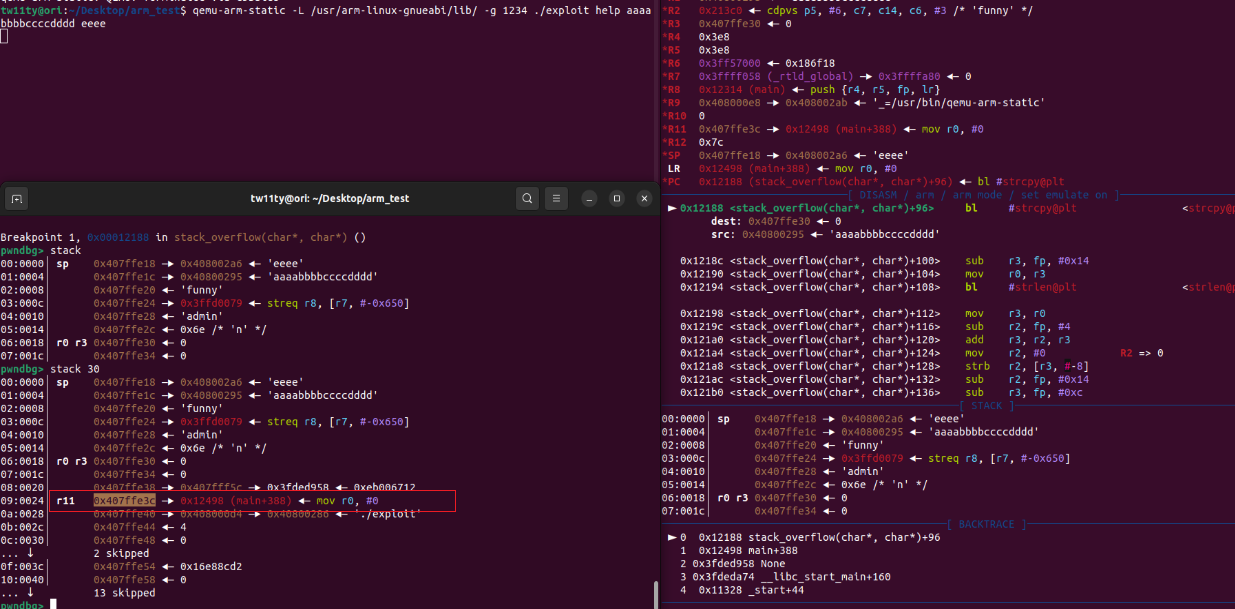 tw11ty@ori:~/Desktop/arm_test$ qemu-arm-static -L /usr/arm-linux-gnueabi/lib/ -g 1234 ./exploit help aaaa
bbbbccccdddd eeee
tw11ty@ori: ~/Desktop/arm_test
Breakpoint 1, 0x00012188 in stack_overflow(char*, char*) ()
pwndbg> stack
00:0000│ sp 0x407ffe18 —▸ 0x408002a6 ◂— 'eeee'
01:0004│ 0x407ffe1c —▸ 0x40800295 ◂— 'aaaabbbbccccdddd'
02:0008│ 0x407ffe20 ◂— 'funny'
03:000c│ 0x407ffe24 —▸ 0x3ffd0079 ◂— streq r8, [r7, #-0x650]
04:0010│ 0x407ffe28 ◂— 'admin'
05:0014│ 0x407ffe2c ◂— 0x6e /* 'n' */
06:0018│ r0 r3 0x407ffe30 ◂— 0
07:001c│ 0x407ffe34 ◂— 0
pwndbg> stack 30
00:0000│ sp 0x407ffe18 —▸ 0x408002a6 ◂— 'eeee'
01:0004│ 0x407ffe1c —▸ 0x40800295 ◂— 'aaaabbbbccccdddd'
02:0008│ 0x407ffe20 ◂— 'funny'
03:000c│ 0x407ffe24 —▸ 0x3ffd0079 ◂— streq r8, [r7, #-0x650]
04:0010│ 0x407ffe28 ◂— 'admin'
05:0014│ 0x407ffe2c ◂— 0x6e /* 'n' */
06:0018│ r0 r3 0x407ffe30 ◂— 0
07:001c│ 0x407ffe34 ◂— 0
08:0020│ 0x407ffe38 —▸ 0x407fff5c —▸ 0x3fded958 ◂— 0xeb006712
09:0024│ r11 0x407ffe3c —▸ 0x12498 (main+388) ◂— mov r0, #0
0a:0028│ 0x407ffe40 —▸ 0x408000d4 —▸ 0x40800286 ◂— './exploit'
0b:002c│ 0x407ffe44 ◂— 4
0c:0030│ 0x407ffe48 ◂— 0
... ↓ 2 skipped
0f:003c│ 0x407ffe54 ◂— 0x16e88cd2
10:0040│ 0x407ffe58 ◂— 0
... ↓ 13 skipped
pwndbg>
*R2 0x213c0 ◂— cdpvs p5, #6, c7, c14, c6, #3 /* 'funny' */
*R3 0x407ffe30 ◂— 0
*R4 0x3e8
*R5 0x3e8
*R6 0x3ff57000 ◂— 0x186f18
*R7 0x3ffff058 (_rtld_global) —▸ 0x3ffffa80 ◂— 0
*R8 0x12314 (main) ◂— push {r4, r5, fp, lr}
*R9 0x408000e8 —▸ 0x408002ab ◂— '_=/usr/bin/qemu-arm-static'
*R10 0
*R11 0x407ffe3c —▸ 0x12498 (main+388) ◂— mov r0, #0
*R12 0x7c
*SP 0x407ffe18 —▸ 0x408002a6 ◂— 'eeee'
LR 0x12498 (main+388) ◂— mov r0, #0
*PC 0x12188 (stack_overflow(char*, char*)+96) ◂— bl #strcpy@plt
[ DISASM / arm / arm mode / set emulate on ]
► 0x12188 <stack_overflow(char*, char*)+96> bl #strcpy@plt <strcpy@p
dest: 0x407ffe30 ◂— 0
src: 0x40800295 ◂— 'aaaabbbbccccdddd'
0x1218c <stack_overflow(char*, char*)+100> sub r3, fp, #0x14
0x12190 <stack_overflow(char*, char*)+104> mov r0, r3
0x12194 <stack_overflow(char*, char*)+108> bl #strlen@plt <strlen@p
0x12198 <stack_overflow(char*, char*)+112> mov r3, r0
0x1219c <stack_overflow(char*, char*)+116> sub r2, fp, #4
0x121a0 <stack_overflow(char*, char*)+120> add r3, r2, r3
0x121a4 <stack_overflow(char*, char*)+124> mov r2, #0 R2 => 0
0x121a8 <stack_overflow(char*, char*)+128> strb r2, [r3, #-8]
0x121ac <stack_overflow(char*, char*)+132> sub r2, fp, #0x14
0x121b0 <stack_overflow(char*, char*)+136> sub r3, fp, #0xc
[ STACK ]
00:0000│ sp 0x407ffe18 —▸ 0x408002a6 ◂— 'eeee'
01:0004│ 0x407ffe1c —▸ 0x40800295 ◂— 'aaaabbbbccccdddd'
02:0008│ 0x407ffe20 ◂— 'funny'
03:000c│ 0x407ffe24 —▸ 0x3ffd0079 ◂— streq r8, [r7, #-0x650]
04:0010│ 0x407ffe28 ◂— 'admin'
05:0014│ 0x407ffe2c ◂— 0x6e /* 'n' */
06:0018│ r0 r3 0x407ffe30 ◂— 0
07:001c│ 0x407ffe34 ◂— 0
[ BACKTRACE ]
► 0 0x12188 stack_overflow(char*, char*)+96
1 0x12498 main+388
2 0x3fded958 None
3 0x3fdeda74 __libc_start_main+160
4 0x11328 _start+44